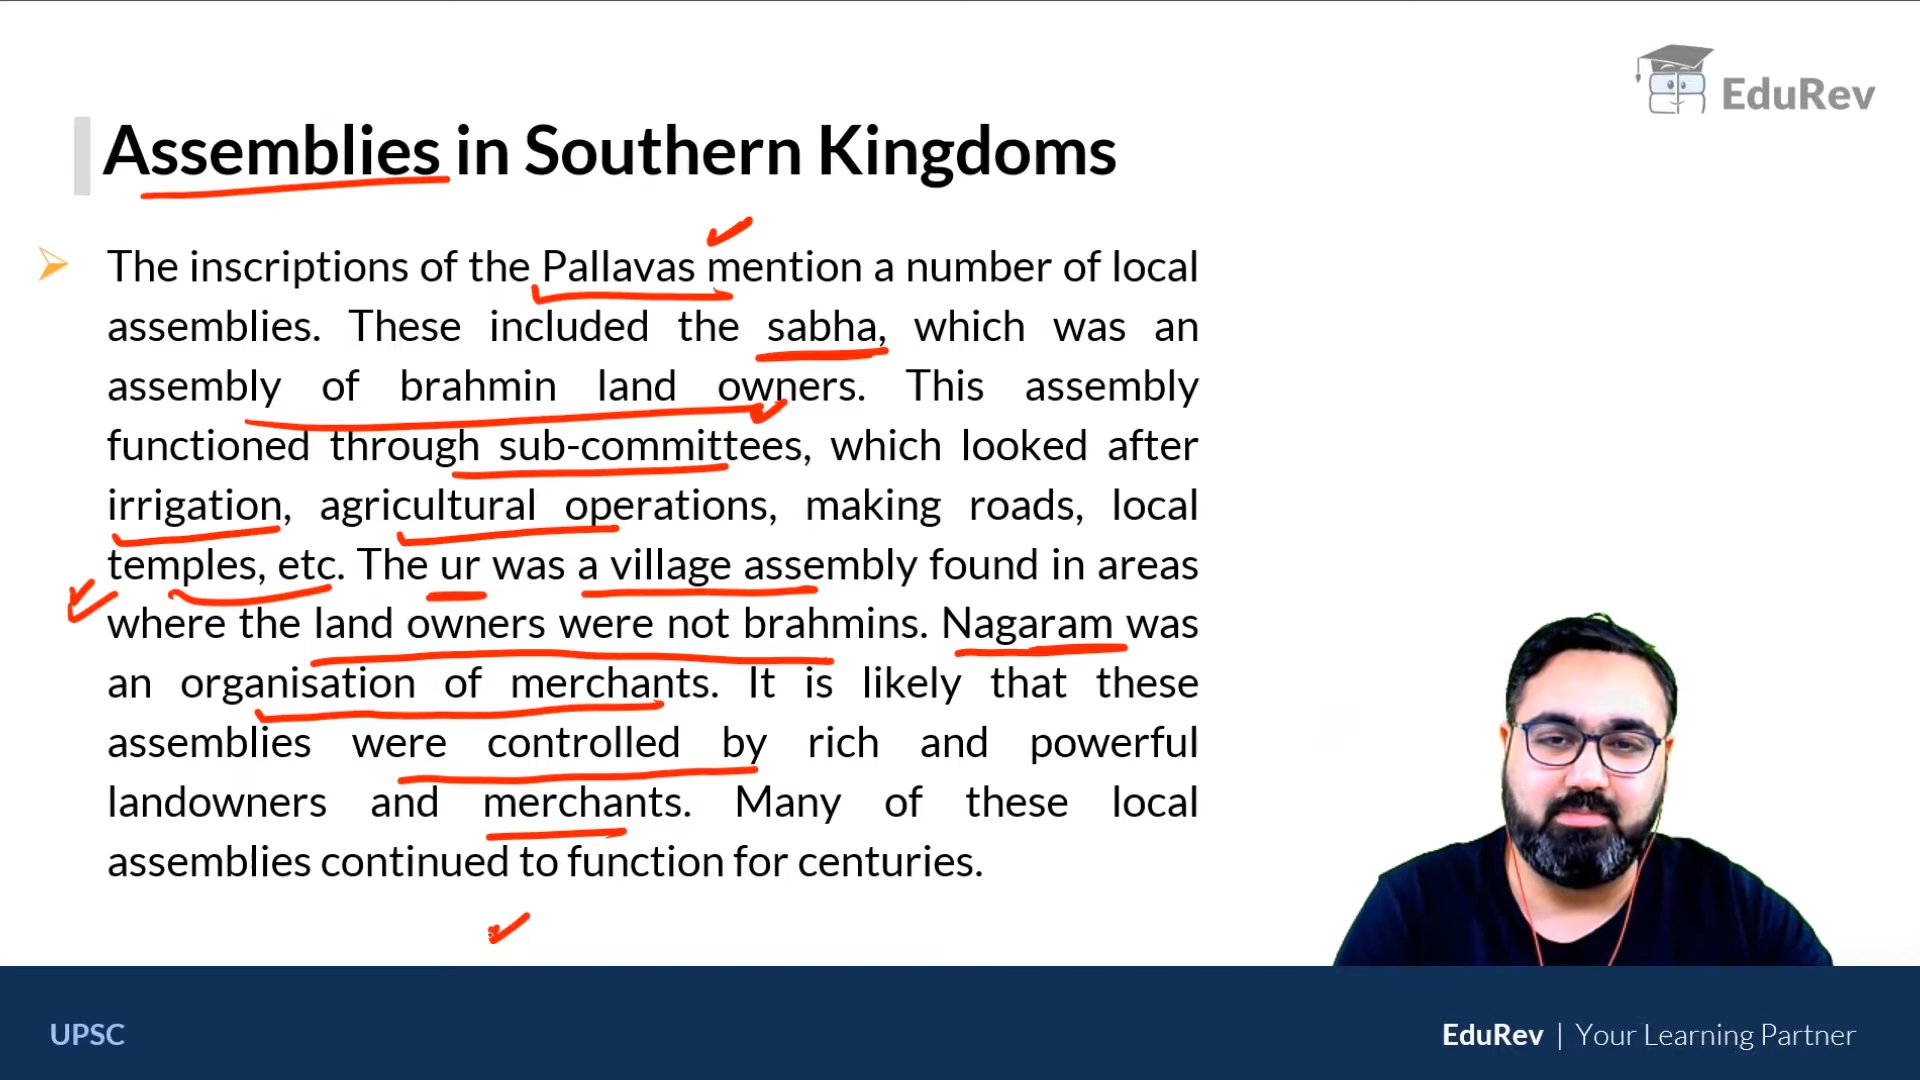 EduRev
Assemblies in Southern Kingdoms
The inscriptions of the Pallavas mention a number of local
assemblies. These included the sabha, which was an
assembly of brahmin land owners. This assembly
functioned through sub-committees, which looked after
irrigation, agricultural operations, making roads, local
temples, etc. The ur was a village assembly found in areas
where the land owners were not brahmins. Nagaram was
an organisation of merchants. It is likely that these
assemblies were controlled by rich and powerful
landowners and merchants. Many of these local
assemblies continued to function for centuries.
UPSC
EduRev | Your Learning Partner